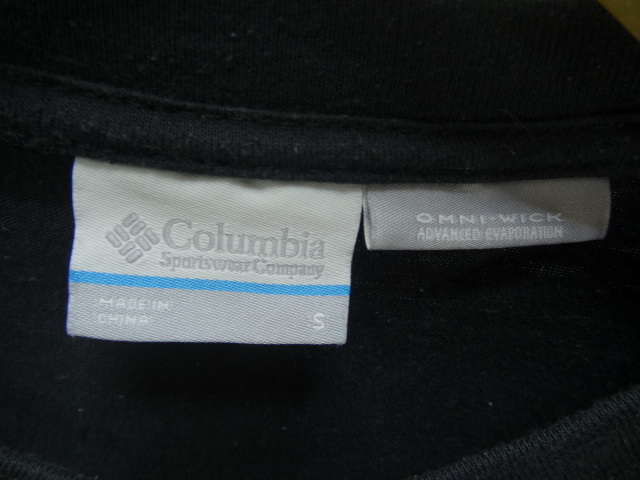 Columbia
Sportswear Company
MADE IN
CHINA
S
OMNI-WICK
ADVANCED EVAPORATION